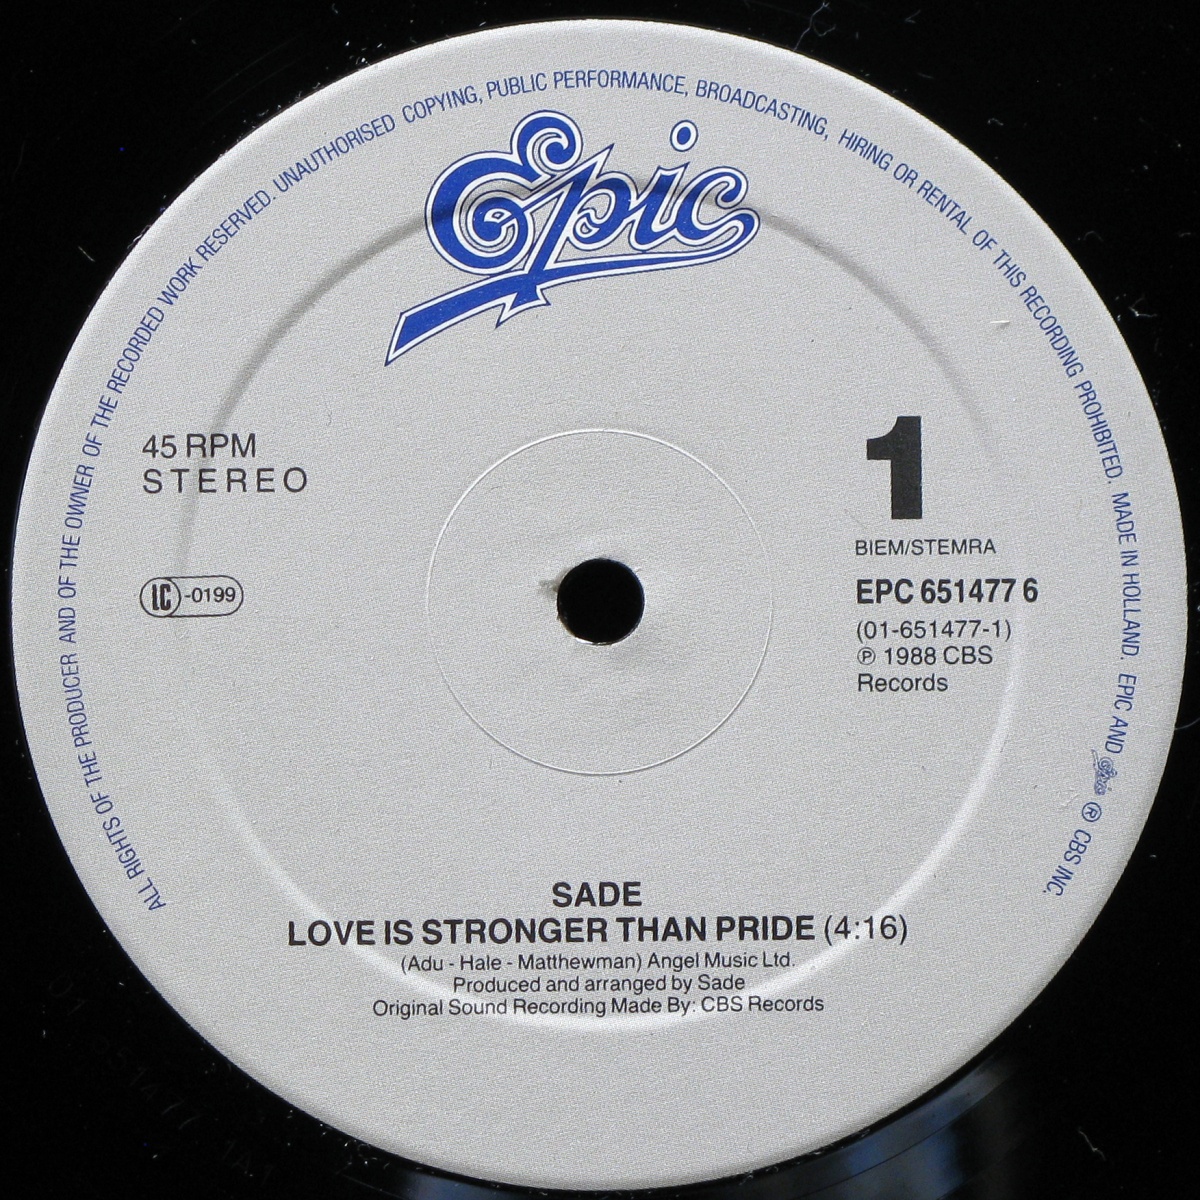 ALL RIGHTS OF THE PRODUCER AND OF THE OWNER OF THE RECORDED WORK RESERVED. UNAUTHORISED COPYING, PUBLIC PERFORMANCE, BROADCASTING, HIRING OR RENTAL OF THIS RECORDING PROHIBITED. MADE IN HOLLAND. EPIC AND Epic ® CBS INC.
Epic
45 RPM
STEREO
LC-0199
1
BIEM/STEMRA
EPC 651477 6
(01-651477-1)
℗ 1988 CBS
Records
SADE
LOVE IS STRONGER THAN PRIDE (4:16)
(Adu - Hale - Matthewman) Angel Music Ltd.
Produced and arranged by Sade
Original Sound Recording Made By: CBS Records